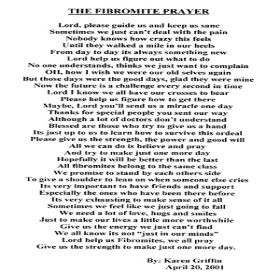 THE FIBROMITE PRAYER
Lord, please guide us and keep us sane
Sometimes we just can't deal with the pain
Nobody knows how crazy this feels
Until they walked a mile in our heels
From day to day its always something new
Lord help us figure out what to do
No one understands, thinks we just want to complain
OH, how I wish we were our old selves again
But those days were the good days, glad they were mine
Now the future is a challenge every second in time
Lord I know we all have our crosses to bear
Please help us figure how to get there
Maybe, Lord you'll send us a miracle one day
Thanks for special people you sent our way
Although a lot of doctors don't understand
Blessed are those who try to give us a hand
Its just up to us to learn how to survive this ordeal
Please give us the strength, the power and good will
All we can do is believe and pray
And try to make just one more day
Hopefully it will be better than the last
All fibromites belong to the same class
We promise to stand by each others side
To give a shoulder to lean on when someone else cries
Its very important to have friends and support
Especially the ones who have been there before
Its very exhausting to make sense of it all
Sometimes we feel like we just going to fall
We need a lot of love, hugs and smiles
Just to make our lives a little more worthwhile
Give us the energy we just can't find
We all know its not "just in our minds"
Lord help us Fibromites, we all pray
Give us the strength to make just one more day.
By: Karen Griffin
April 20, 2001